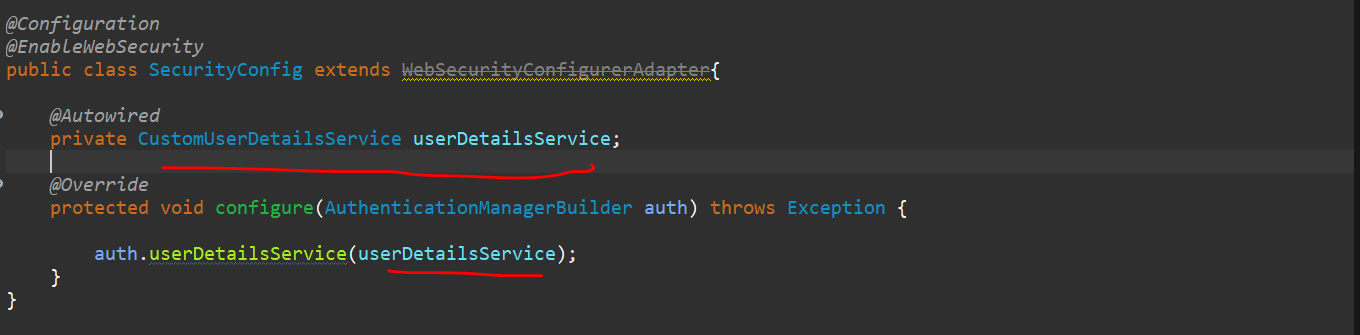 @Configuration
@EnableWebSecurity
public class SecurityConfig extends WebSecurityConfigurerAdapter{
@Autowired
private CustomUserDetailsService userDetailsService;
@Override
protected void configure(AuthenticationManagerBuilder auth) throws Exception {
auth.userDetailsService(userDetailsService);
}
}